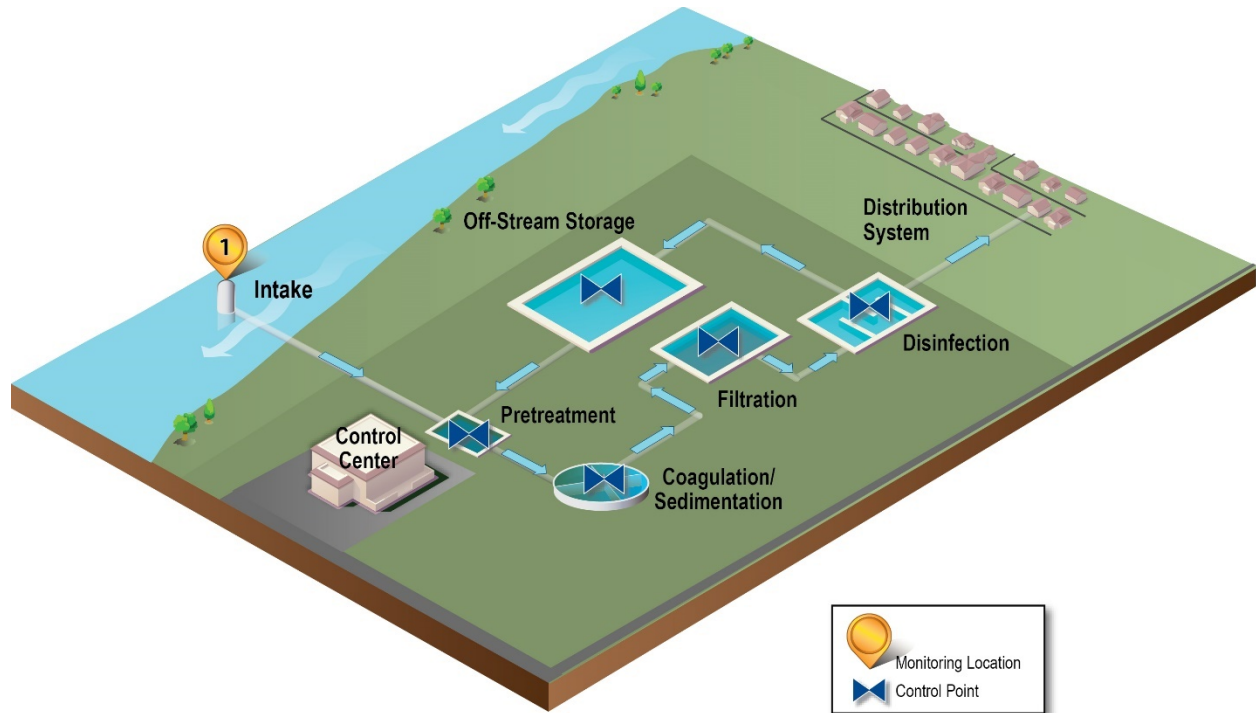 1
Intake
Off-Stream Storage
Distribution
System
Disinfection
Filtration
Pretreatment
Control
Center
Coagulation/
Sedimentation
Monitoring Location
Control Point